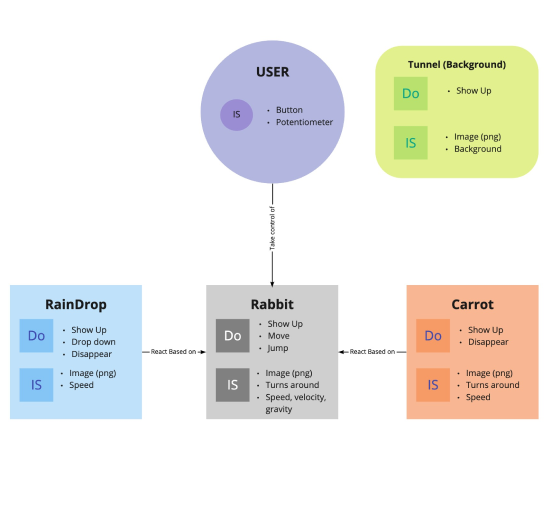 USER
IS
Button
Potentiometer
Tunnel (Background)
Do
Show Up
IS
Image (png)
Background
Take control of
RainDrop
Do
Show Up
Drop down
Disappear
IS
Image (png)
Speed
React Based on
Rabbit
Do
Show Up
Move
Jump
IS
Image (png)
Turns around
Speed, velocity,
gravity
React Based on
Carrot
Do
Show Up
Disappear
IS
Image (png)
Turns around
Speed